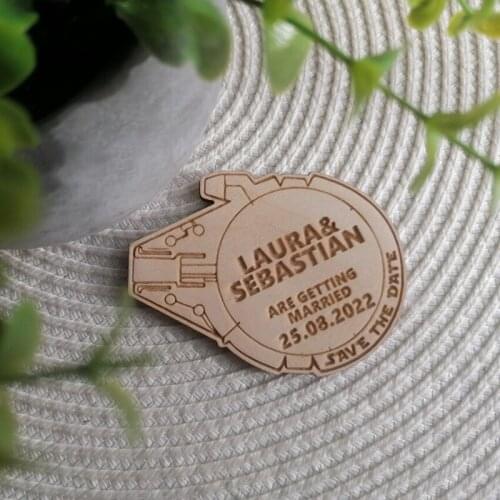 LAURA&
SEBASTIAN
ARE GETTING
MARRIED
25.08.2022
SAVE THE DATE